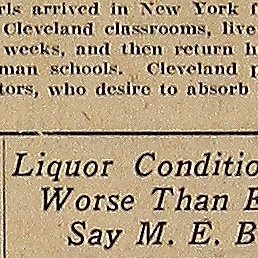 rls arrived in New York f
Cleveland classrooms, live
weeks, and then return h
man schools. Cleveland p
tors, who desire to absorb
Liquor Conditio
Worse Than E
Say M. E. B